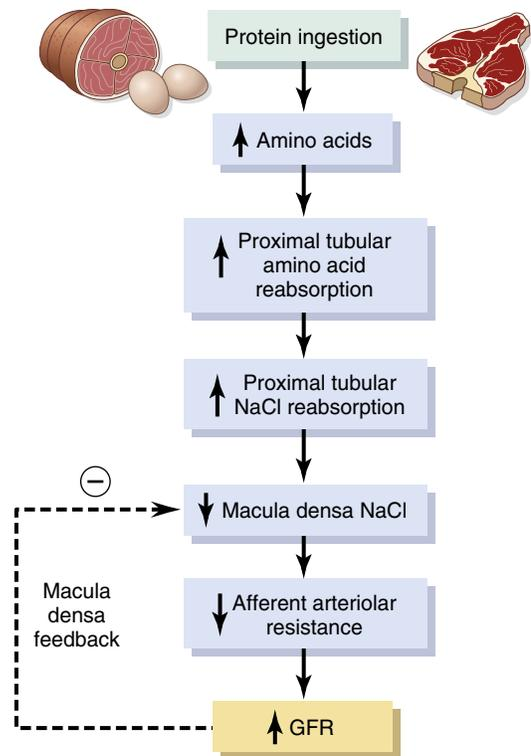 Protein ingestion
Amino acids
Proximal tubular
amino acid
reabsorption
Proximal tubular
NaCl reabsorption
Macula densa NaCl
Macula
densa
feedback
Afferent arteriolar
resistance
GFR